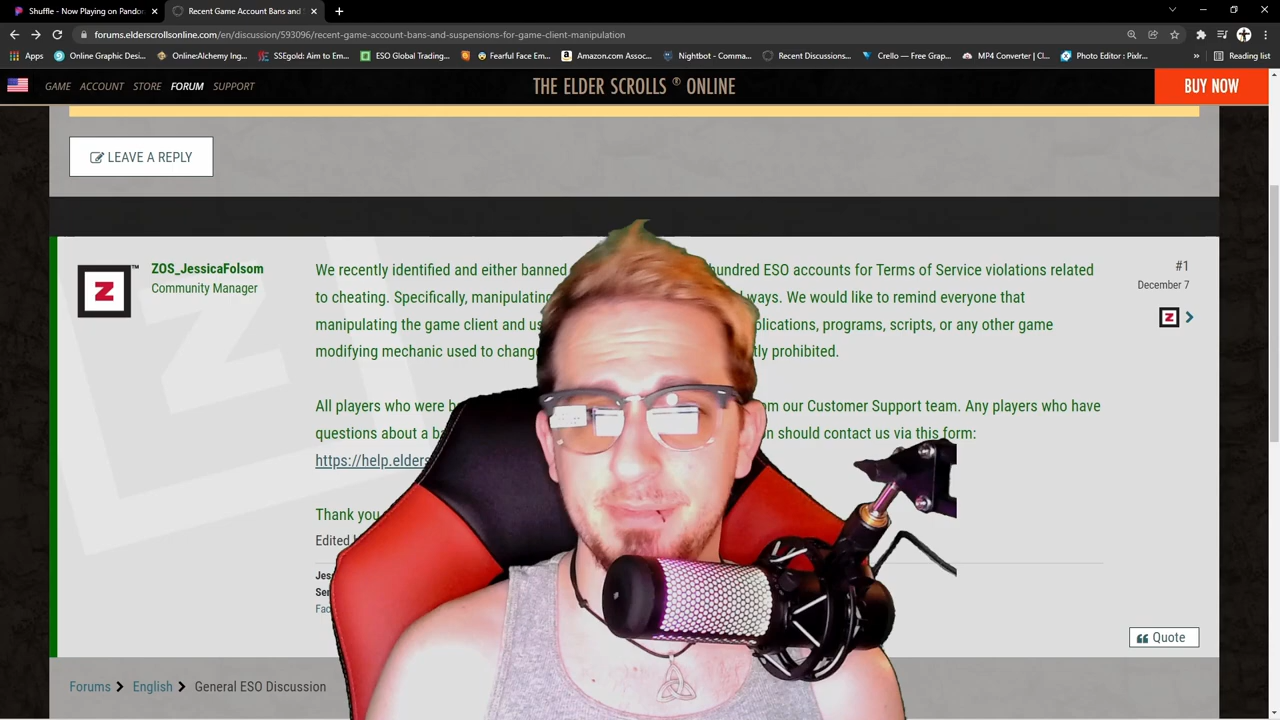 Shuffle - Now Playing on Pandor
Recent Game Account Bans and S
forums.elderscrollsonline.com/en/discussion/593096/recent-game-account-bans-and-suspensions-for-game-client-manipulation
Apps
Online Graphic Desi...
OnlineAlchemy Ing...
SSEgold: Aim to Em...
ESO Global Trading...
Fearful Face Em...
Amazon.com Assoc...
Nightbot - Comma...
Recent Discussions...
Crello — Free Grap...
MP4 Converter | Cl...
Photo Editor : Pixlr...
Reading list
GAME ACCOUNT STORE FORUM SUPPORT
THE ELDER SCROLLS ® ONLINE
BUY NOW
LEAVE A REPLY
ZOS_JessicaFolsom
Community Manager
We recently identified and either banned hundred ESO accounts for Terms of Service violations related
to cheating. Specifically, manipulating ways. We would like to remind everyone that
manipulating the game client and us plications, programs, scripts, or any other game
modifying mechanic used to change tly prohibited.
All players who were b om our Customer Support team. Any players who have
questions about a ba n should contact us via this form:
https://help.elders
Thank you
Edited
Jes
Sen
Fac
#1
December 7
Z
Quote
Forums English General ESO Discussion